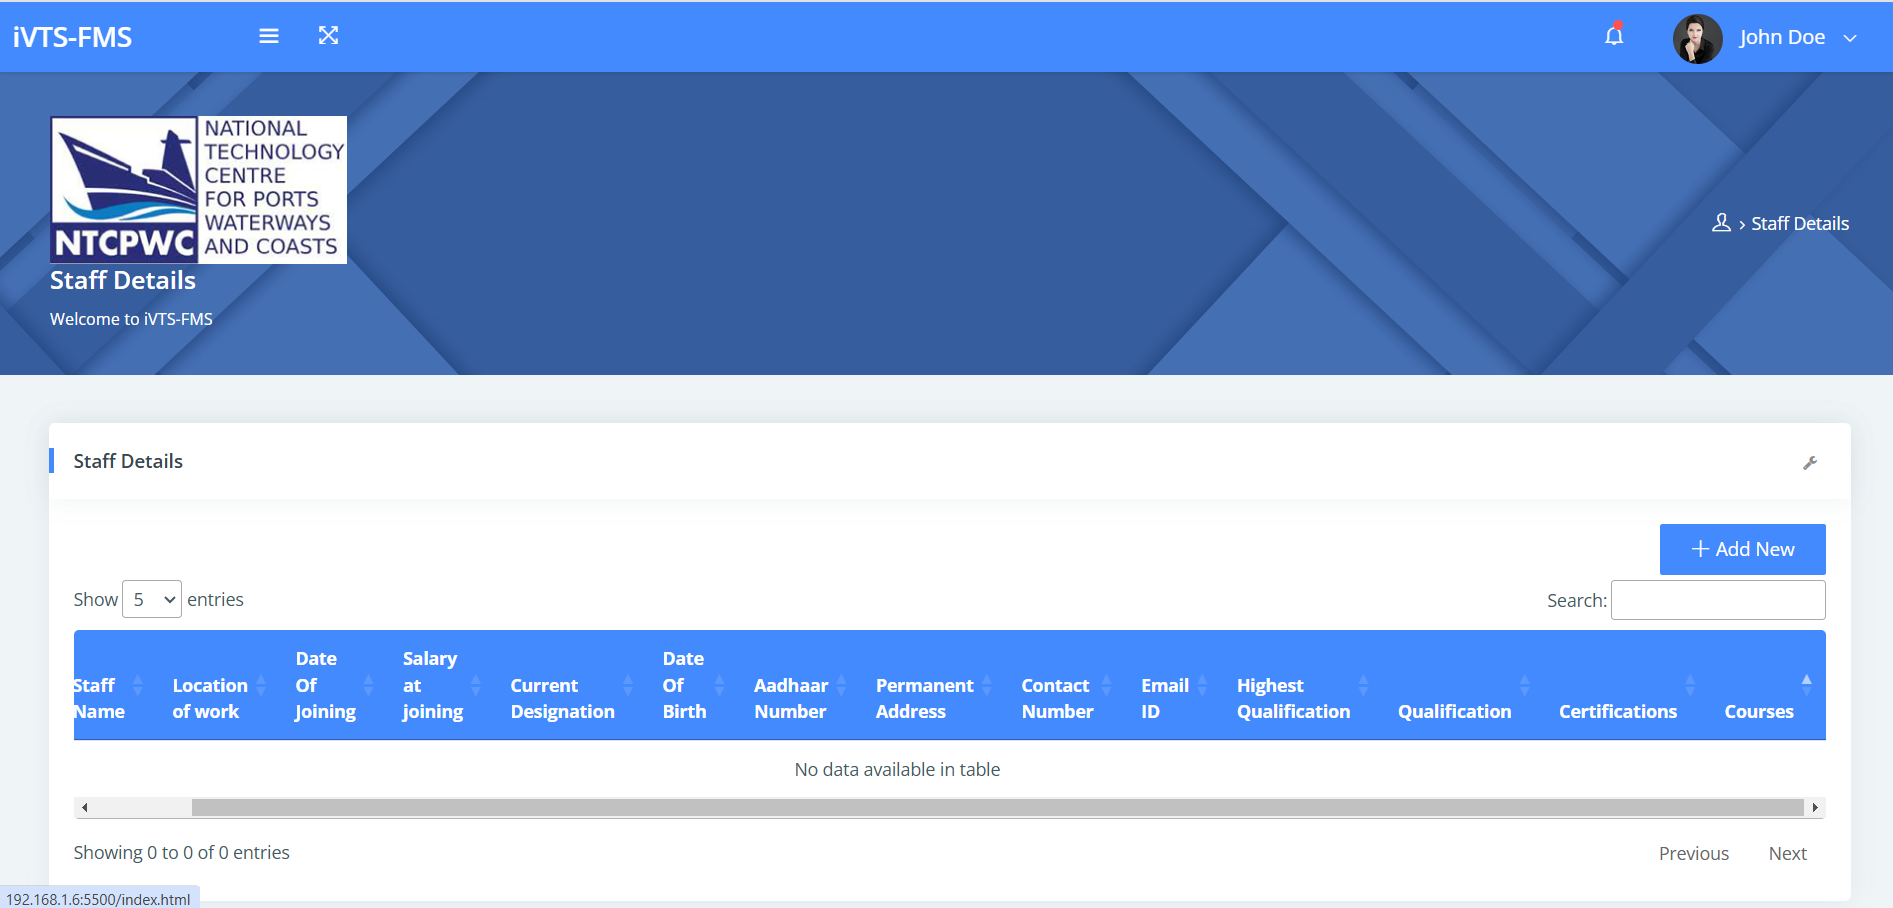 iVTS-FMS
John Doe
NATIONAL
TECHNOLOGY
CENTRE
FOR PORTS
WATERWAYS
AND COASTS
NTCPWC
Staff Details
Welcome to iVTS-FMS
› Staff Details
Staff Details
+ Add New
Show 5 entries
Search:
Staff Name
Location of work
Date Of Joining
Salary at joining
Current Designation
Date Of Birth
Aadhaar Number
Permanent Address
Contact Number
Email ID
Highest Qualification
Qualification
Certifications
Courses
No data available in table
Showing 0 to 0 of 0 entries
Previous Next
192.168.1.6:5500/index.html